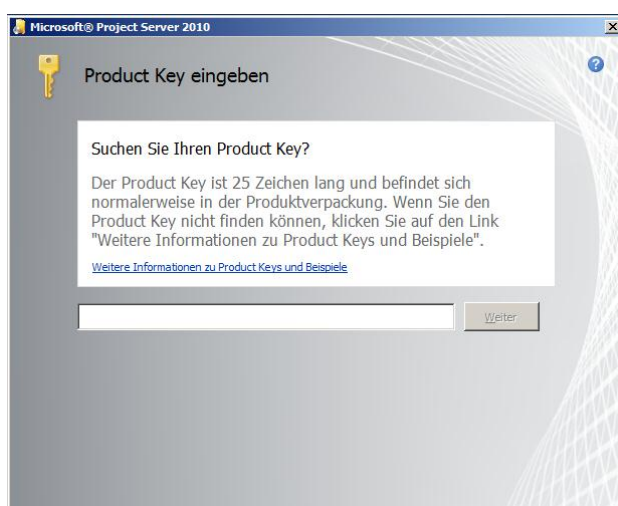 Microsoft® Project Server 2010
Product Key eingeben
Suchen Sie Ihren Product Key?
Der Product Key ist 25 Zeichen lang und befindet sich
normalerweise in der Produktverpackung. Wenn Sie den
Product Key nicht finden können, klicken Sie auf den Link
"Weitere Informationen zu Product Keys und Beispiele".
Weitere Informationen zu Product Keys und Beispiele
Weiter